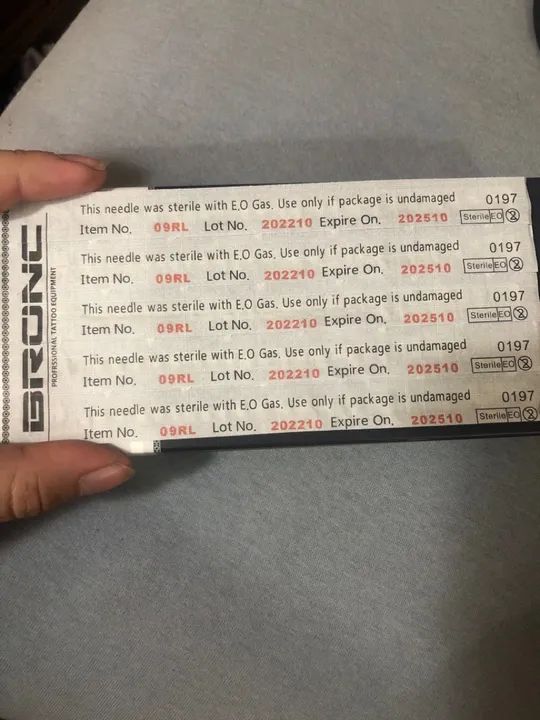 BRONC
PROFRSSIONAL TATTOO EQUIPMENT
This needle was sterile with E.O Gas. Use only if package is undamaged 0197
Item No. 09RL Lot No. 202210 Expire On. 202510 Sterile EO 2
This needle was sterile with E.O Gas. Use only if package is undamaged 0197
Item No. 09RL Lot No. 202210 Expire On. 202510 Sterile EO 2
This needle was sterile with E.O Gas. Use only if package is undamaged 0197
Item No. 09RL Lot No. 202210 Expire On. 202510 Sterile EO 2
This needle was sterile with E.O Gas. Use only if package is undamaged 0197
Item No. 09RL Lot No. 202210 Expire On. 202510 Sterile EO 2
This needle was sterile with E.O Gas. Use only if package is undamaged 0197
Item No. 09RL Lot No. 202210 Expire On. 202510 Sterile EO 2